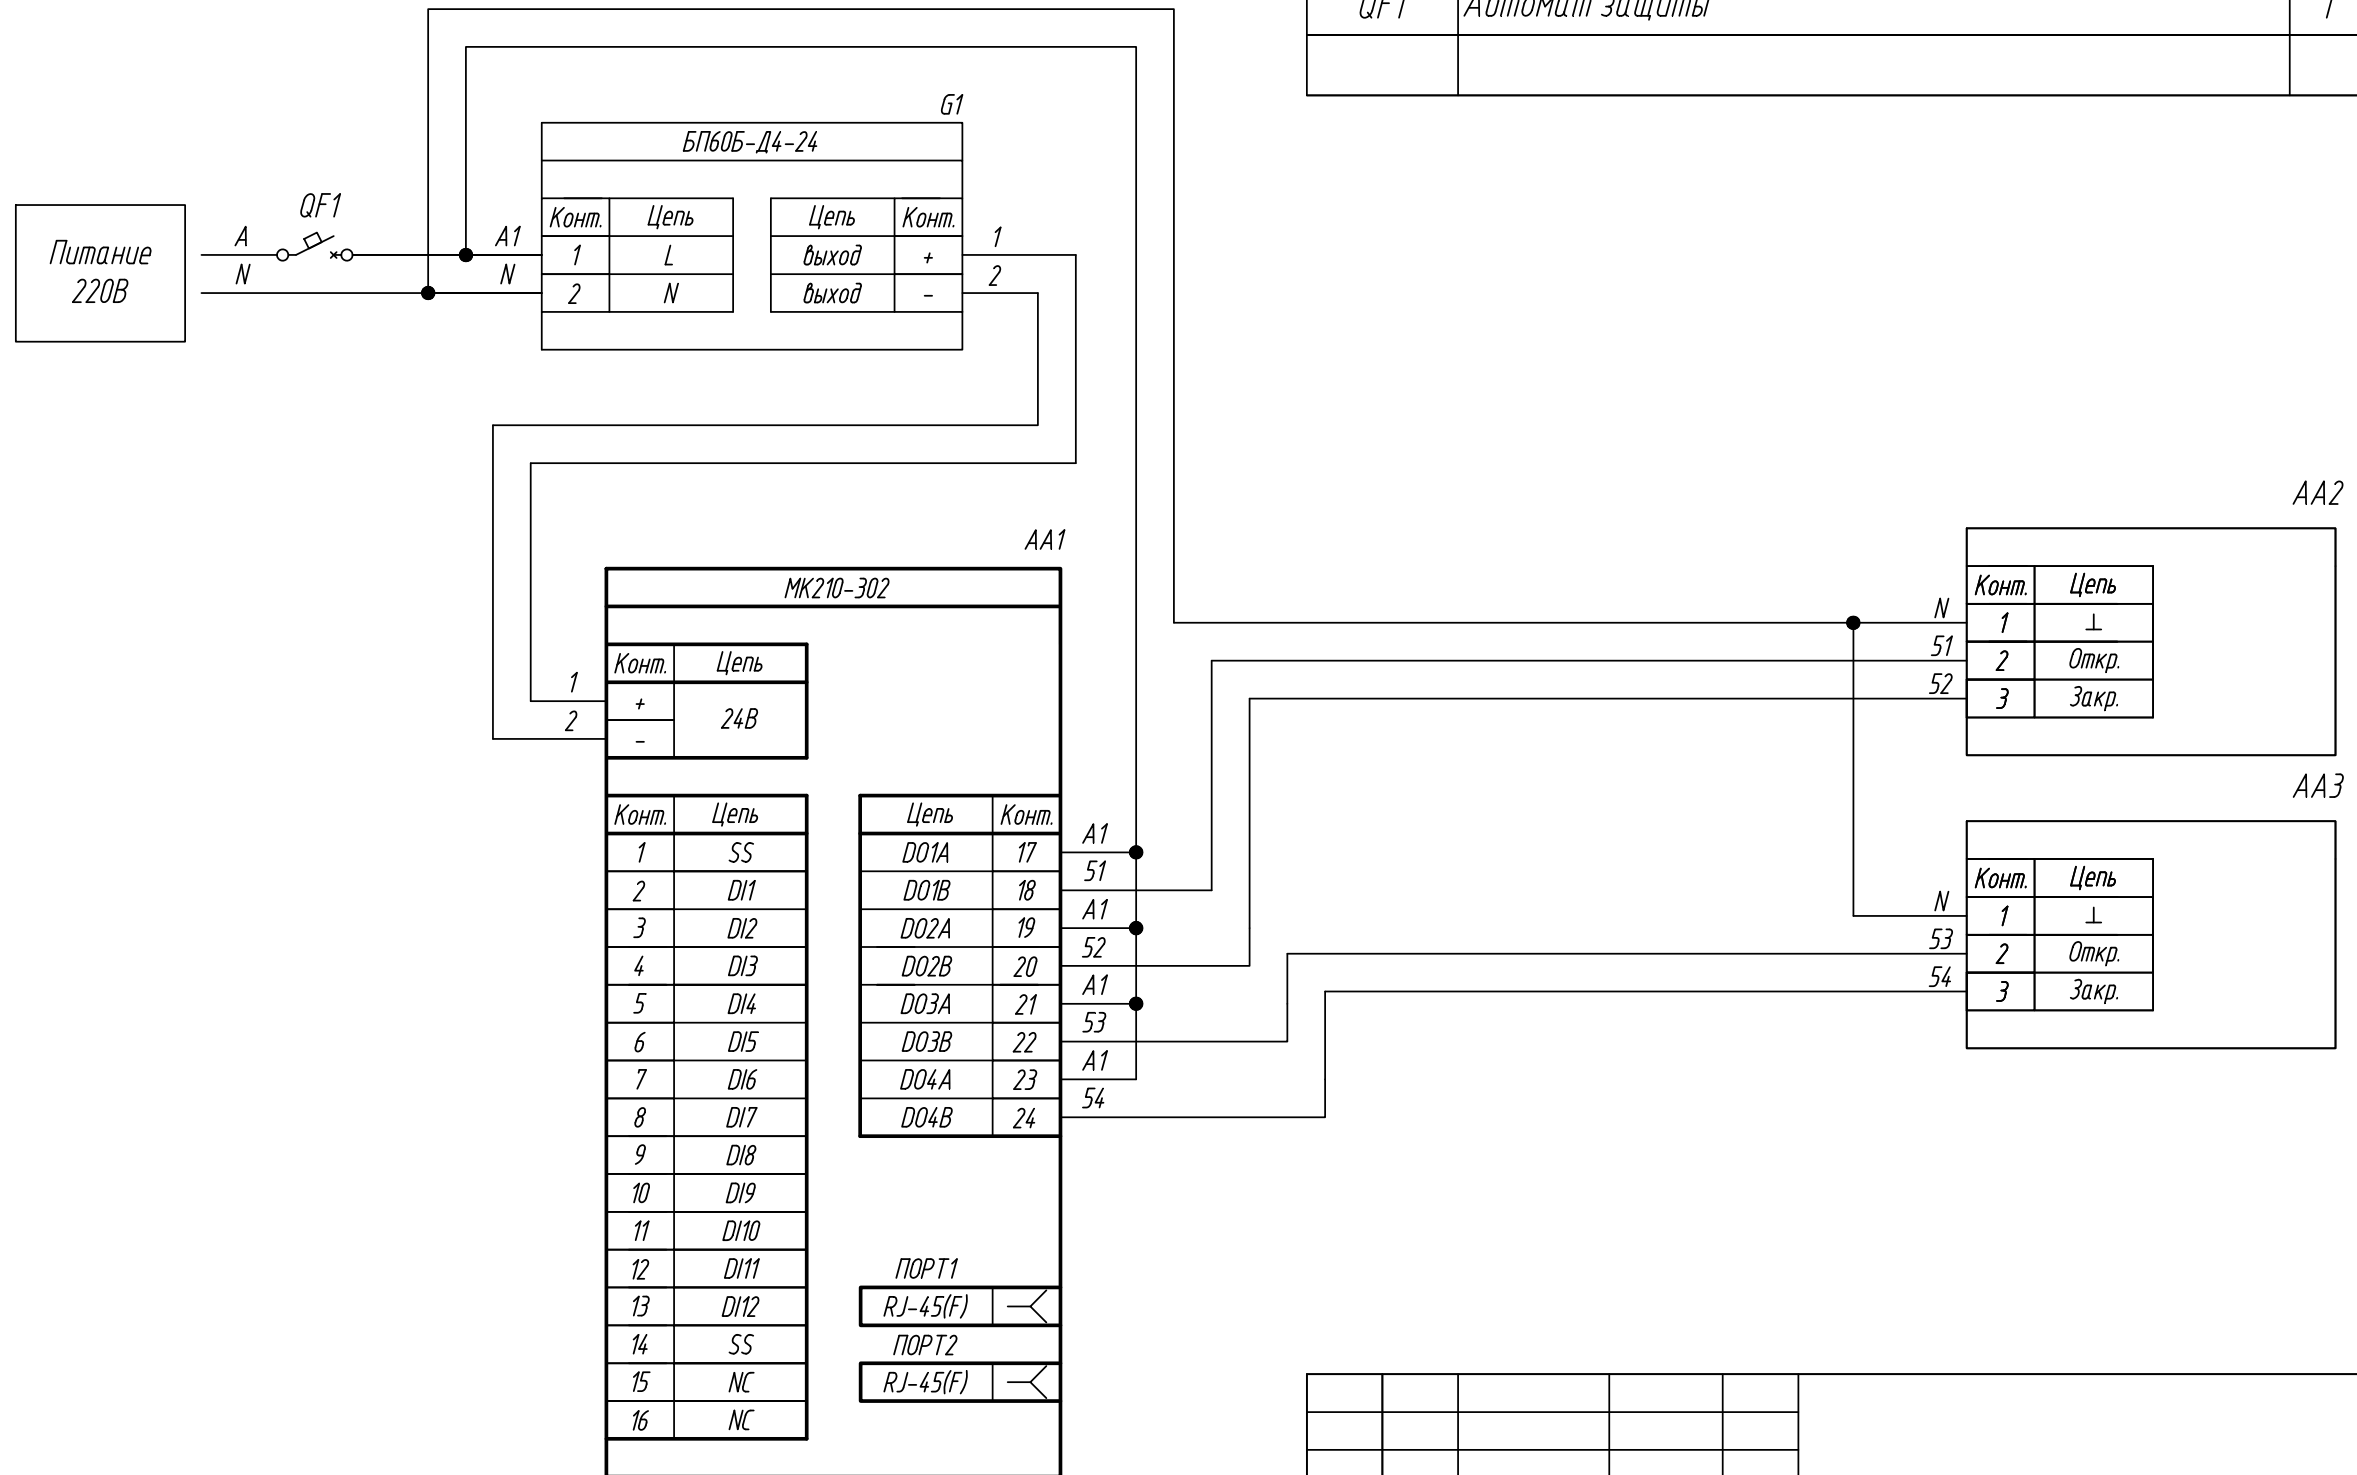 QF1 Автомат защиты 1
G1
БП60Б-Д4-24
QF1
Питание
220В
A
N
A1
N
Конт. Цепь
1 L
2 N
Цепь Конт.
выход +
выход -
1
2
AA1
МК210-302
Конт. Цепь
1
2
+
-
24В
Конт. Цепь
1 SS
2 DI1
3 DI2
4 DI3
5 DI4
6 DI5
7 DI6
8 DI7
9 DI8
10 DI9
11 DI10
12 DI11
13 DI12
14 SS
15 NC
16 NC
Цепь Конт.
DO1A 17 A1
DO1B 18 51
DO2A 19 A1
DO2B 20 52
DO3A 21 A1
DO3B 22 53
DO4A 23 A1
DO4B 24 54
ПОРТ1
RJ-45(F)
ПОРТ2
RJ-45(F)
AA2
Конт. Цепь
N 1 ⊥
51 2 Откр.
52 3 Закр.
AA3
Конт. Цепь
N 1 ⊥
53 2 Откр.
54 3 Закр.